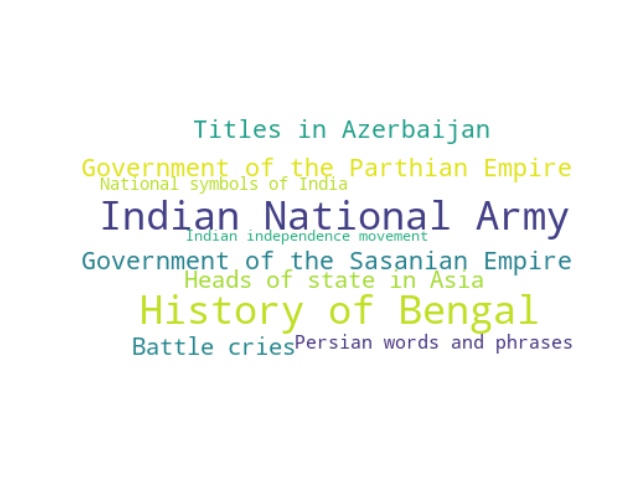 Titles in Azerbaijan
Government of the Parthian Empire
National symbols of India
Indian National Army
Indian independence movement
Government of the Sasanian Empire
Heads of state in Asia
History of Bengal
Battle cries
Persian words and phrases